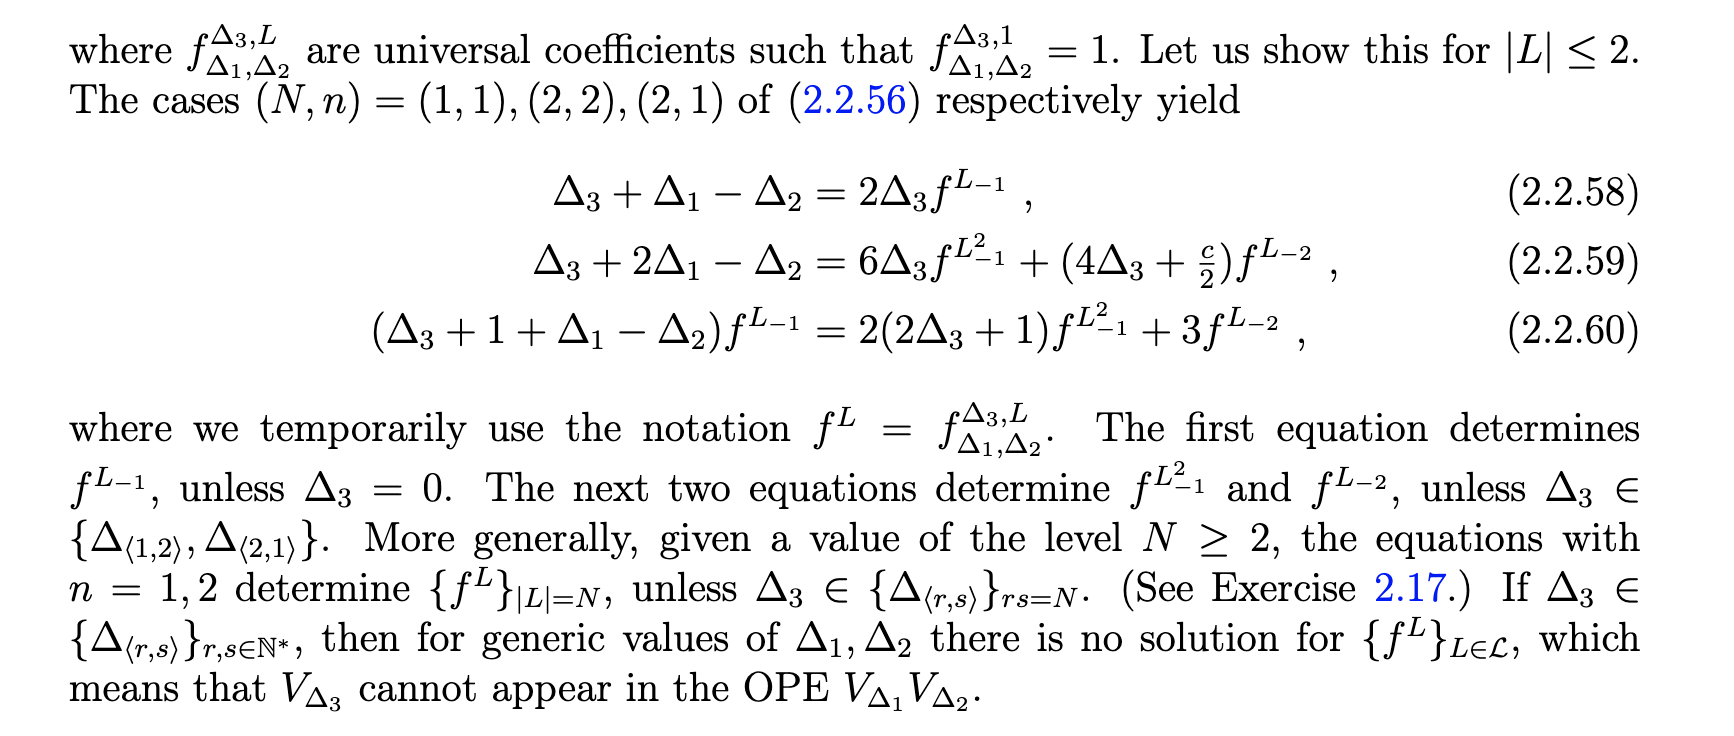 where $f^{\Delta_3,L}_{\Delta_1,\Delta_2}$ are universal coefficients such that $f^{\Delta_3,1}_{\Delta_1,\Delta_2} = 1$. Let us show this for $|L| \leq 2$.
The cases $(N, n) = (1, 1), (2, 2), (2, 1)$ of (2.2.56) respectively yield
$\Delta_3 + \Delta_1 - \Delta_2 = 2\Delta_3 f^{L_{-1}}$ , (2.2.58)
$\Delta_3 + 2\Delta_1 - \Delta_2 = 6\Delta_3 f^{L_{-1}^2} + (4\Delta_3 + \frac{c}{2}) f^{L_{-2}}$ , (2.2.59)
$(\Delta_3 + 1 + \Delta_1 - \Delta_2) f^{L_{-1}} = 2(2\Delta_3 + 1) f^{L_{-1}^2} + 3 f^{L_{-2}}$ , (2.2.60)
where we temporarily use the notation $f^L = f^{\Delta_3,L}_{\Delta_1,\Delta_2}$. The first equation determines
$f^{L_{-1}}$, unless $\Delta_3 = 0$. The next two equations determine $f^{L_{-1}^2}$ and $f^{L_{-2}}$, unless $\Delta_3 \in$
$\{\Delta_{\langle 1,2 \rangle}, \Delta_{\langle 2,1 \rangle}\}$. More generally, given a value of the level $N \geq 2$, the equations with
$n = 1, 2$ determine $\{f^L\}_{|L|=N}$, unless $\Delta_3 \in \{\Delta_{\langle r,s \rangle}\}_{rs=N}$. (See Exercise 2.17.) If $\Delta_3 \in$
$\{\Delta_{\langle r,s \rangle}\}_{r,s \in \mathbb{N}^*}$, then for generic values of $\Delta_1, \Delta_2$ there is no solution for $\{f^L\}_{L \in \mathcal{L}}$, which
means that $V_{\Delta_3}$ cannot appear in the OPE $V_{\Delta_1} V_{\Delta_2}$.